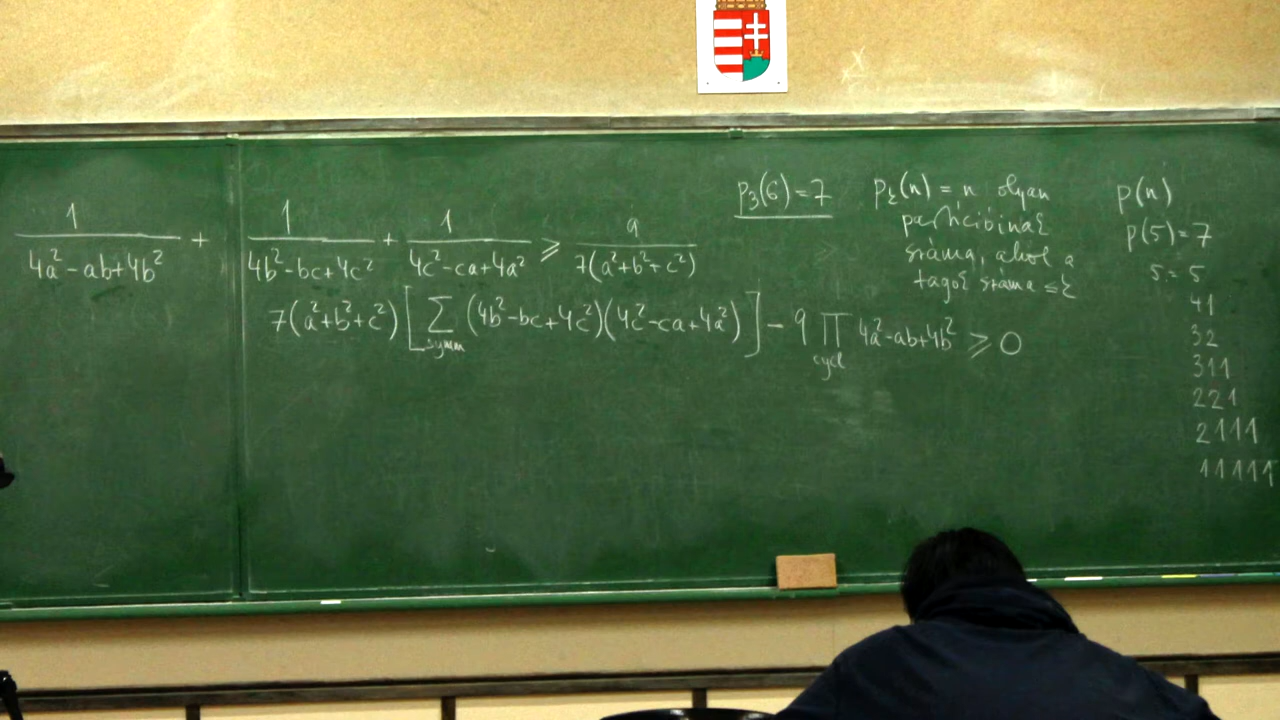 1/(4a²-ab+4b²) + 1/(4b²-bc+4c²) + 1/(4c²-ca+4a²) ≥ 9/(7(a²+b²+c²))
7(a²+b²+c²)[∑ symm (4b²-bc+4c²)(4c²-ca+4a²)] - 9 ∏ cycl 4a²-ab+4b² ≥ 0
p₃(6)=7
pₖ(n) = n olyan
partícióinak
száma, ahol a
tagok száma ≤k
p(n)
p(5)=7
5=5
41
32
311
221
2111
11111